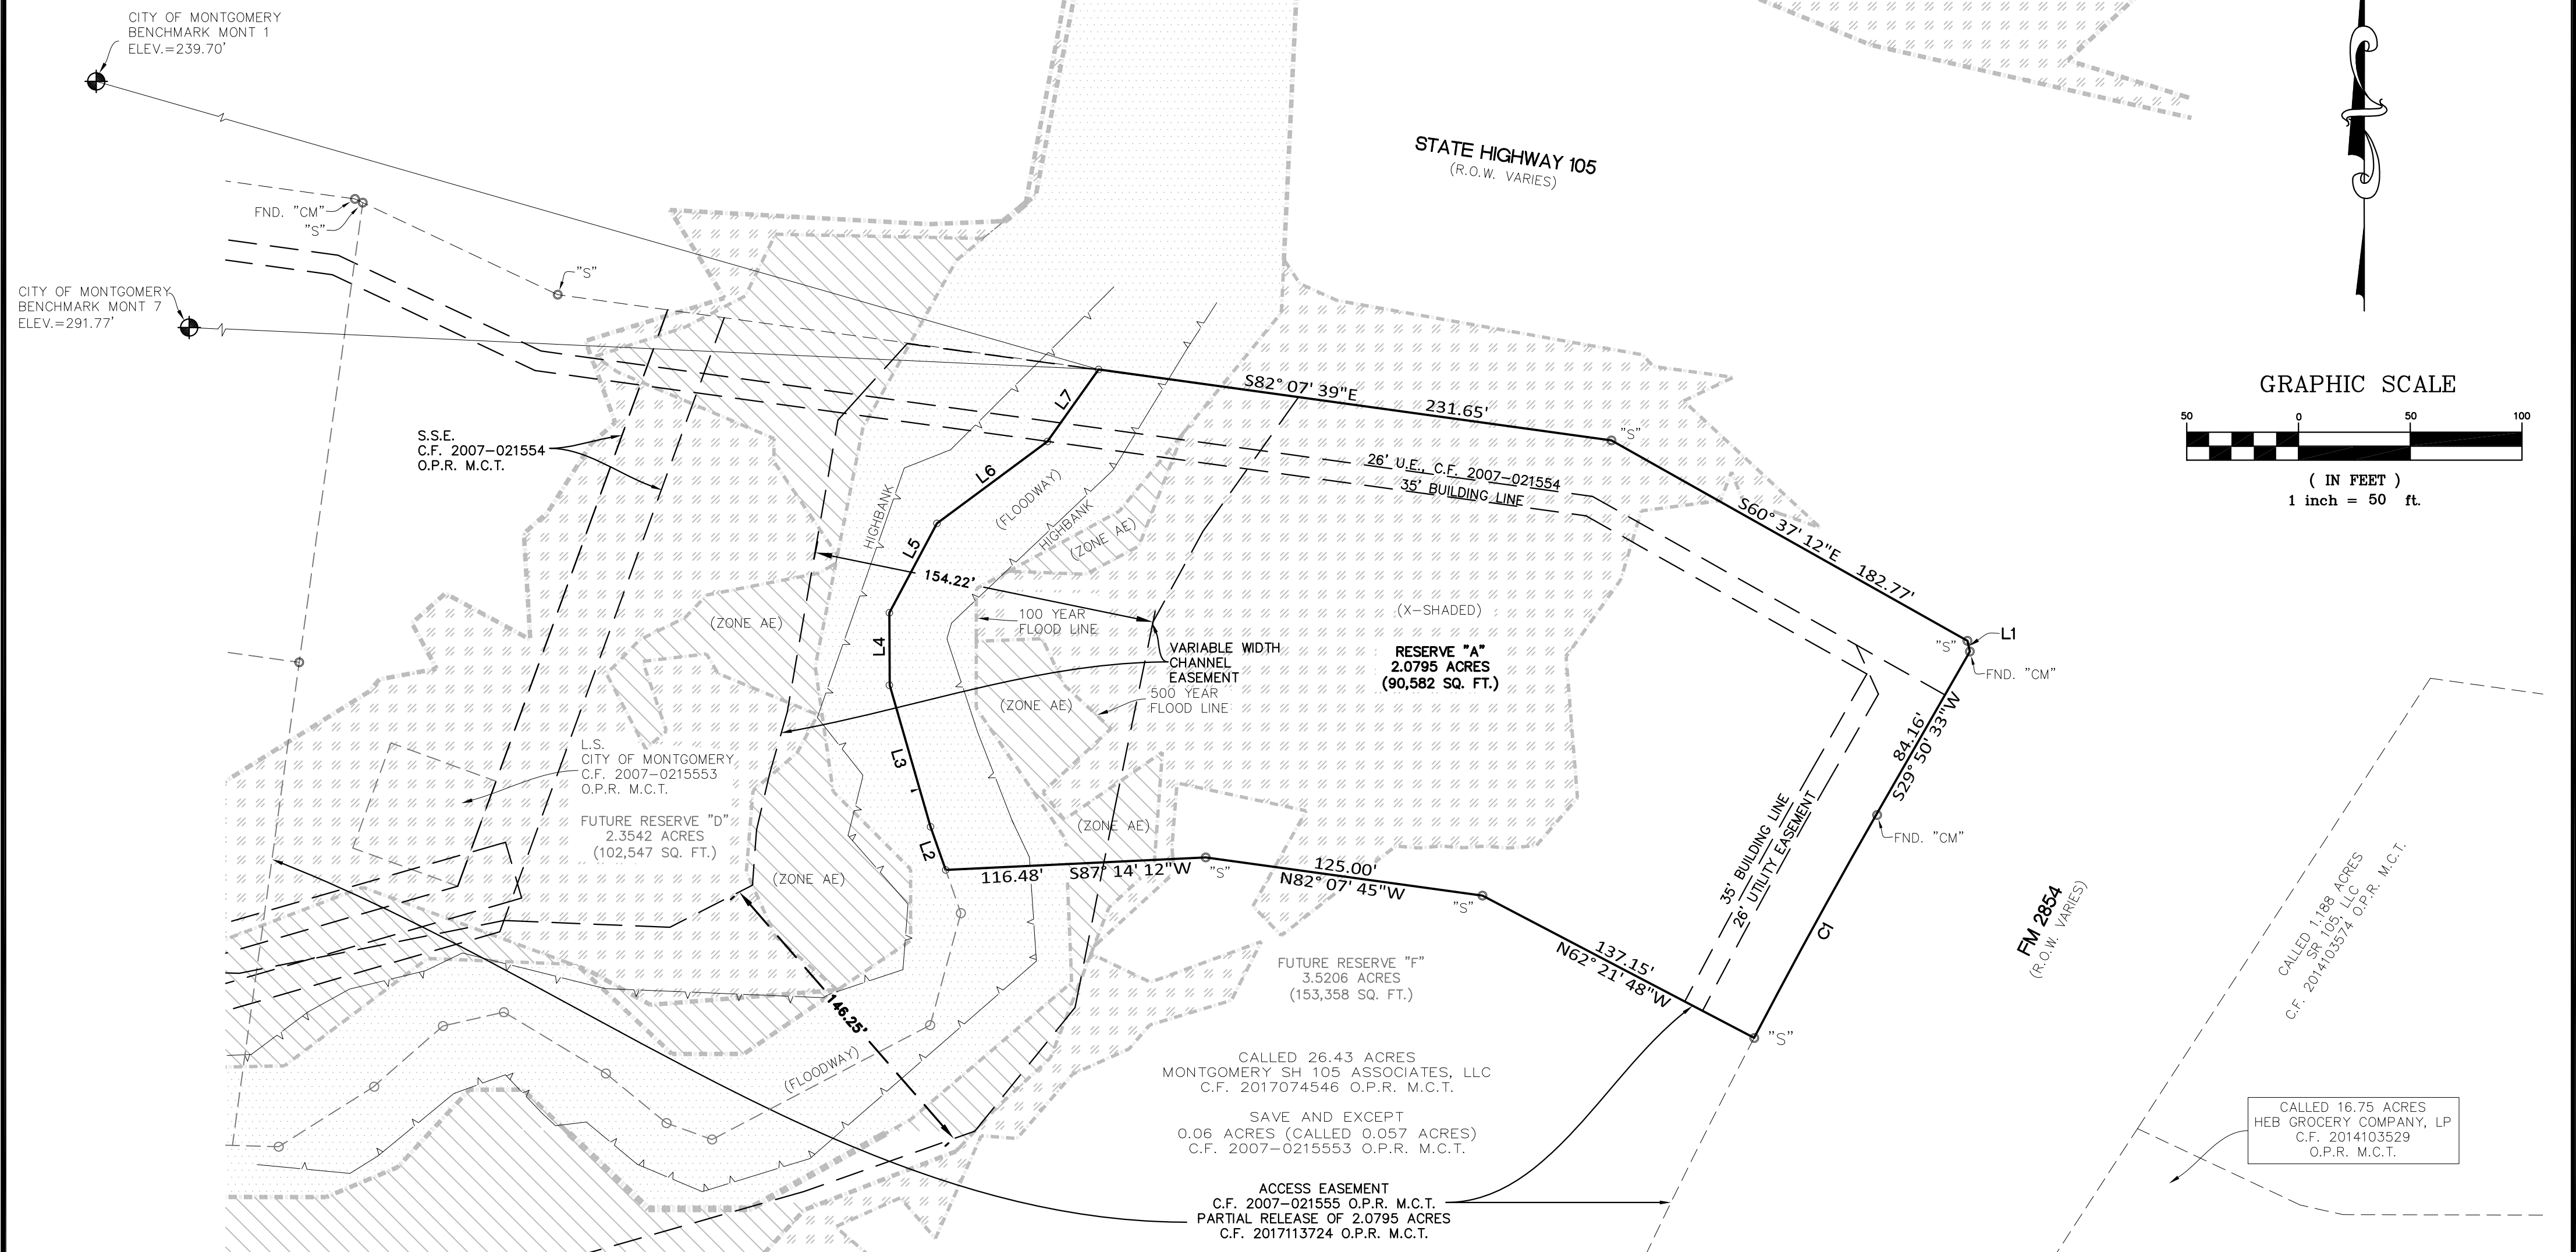 CITY OF MONTGOMERY
BENCHMARK MONT 1
ELEV.=239.70'
STATE HIGHWAY 105
(R.O.W. VARIES)
FND. "CM"
"S"
"S"
CITY OF MONTGOMERY
BENCHMARK MONT 7
ELEV.=291.77'
GRAPHIC SCALE
50
0
50
100
( IN FEET )
1 inch = 50 ft.
S.S.E.
C.F. 2007-021554
O.P.R. M.C.T.
L7
S82° 07' 39"E
231.65'
"S"
L6
26' U.E., C.F. 2007-021554
35' BUILDING LINE
HIGHBANK
(FLOODWAY)
HIGHBANK
(ZONE AE)
S60° 37' 12"E
182.77'
L5
154.22'
(ZONE AE)
100 YEAR
FLOOD LINE
(X-SHADED)
L4
VARIABLE WIDTH
CHANNEL
EASEMENT
500 YEAR
FLOOD LINE
RESERVE "A"
2.0795 ACRES
(90,582 SQ. FT.)
"S"
L1
FND. "CM"
(ZONE AE)
84.16'
S29° 50' 33"W
L3
L.S.
CITY OF MONTGOMERY
C.F. 2007-0215553
O.P.R. M.C.T.
FUTURE RESERVE "D"
2.3542 ACRES
(102,547 SQ. FT.)
(ZONE AE)
(ZONE AE)
L2
116.48'
S87° 14' 12"W
"S"
125.00'
N82° 07' 45"W
"S"
35' BUILDING LINE
26' UTILITY EASEMENT
FND. "CM"
C1
FM 2854
(R.O.W. VARIES)
CALLED 1.188 ACRES
SR 105, LLC
C.F. 2014103574 O.P.R. M.C.T.
137.15'
N62° 21' 48"W
"S"
146.25'
(FLOODWAY)
FUTURE RESERVE "F"
3.5206 ACRES
(153,358 SQ. FT.)
CALLED 26.43 ACRES
MONTGOMERY SH 105 ASSOCIATES, LLC
C.F. 2017074546 O.P.R. M.C.T.
SAVE AND EXCEPT
0.06 ACRES (CALLED 0.057 ACRES)
C.F. 2007-0215553 O.P.R. M.C.T.
ACCESS EASEMENT
C.F. 2007-021555 O.P.R. M.C.T.
PARTIAL RELEASE OF 2.0795 ACRES
C.F. 2017113724 O.P.R. M.C.T.
CALLED 16.75 ACRES
HEB GROCERY COMPANY, LP
C.F. 2014103529
O.P.R. M.C.T.